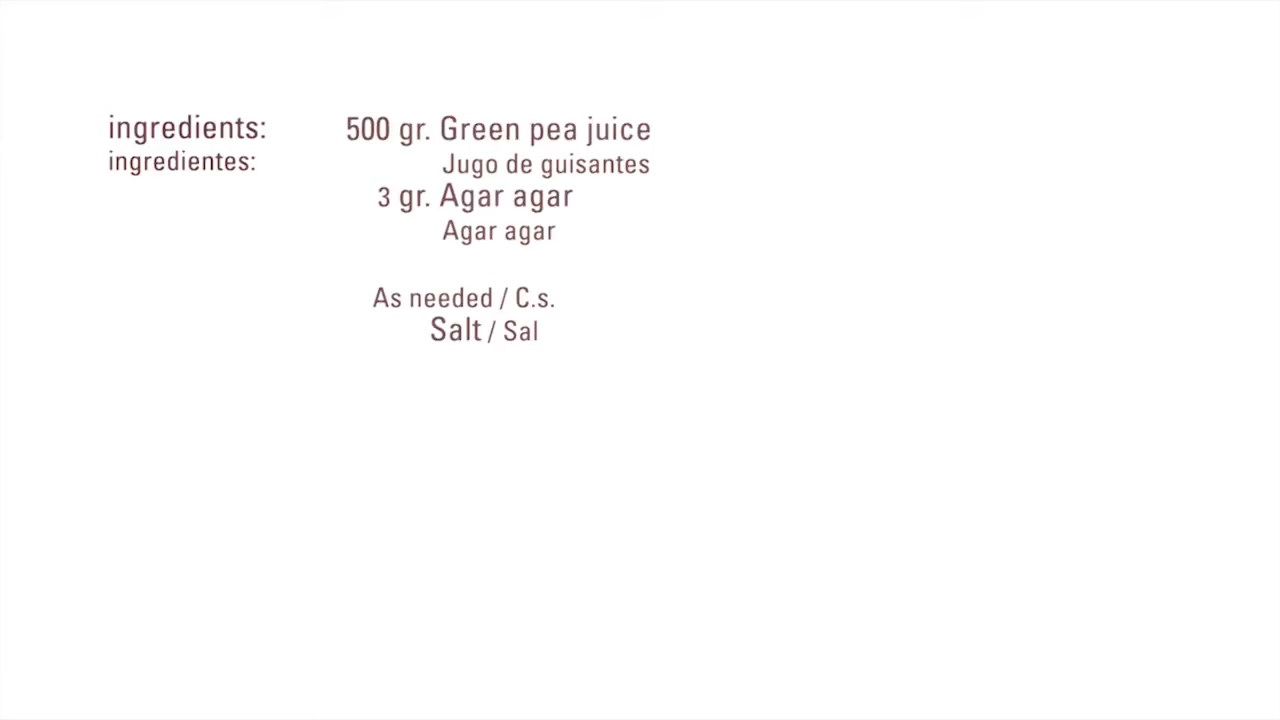 ingredients: 500 gr. Green pea juice
ingredientes: Jugo de guisantes
3 gr. Agar agar
Agar agar
As needed / C.s.
Salt / Sal